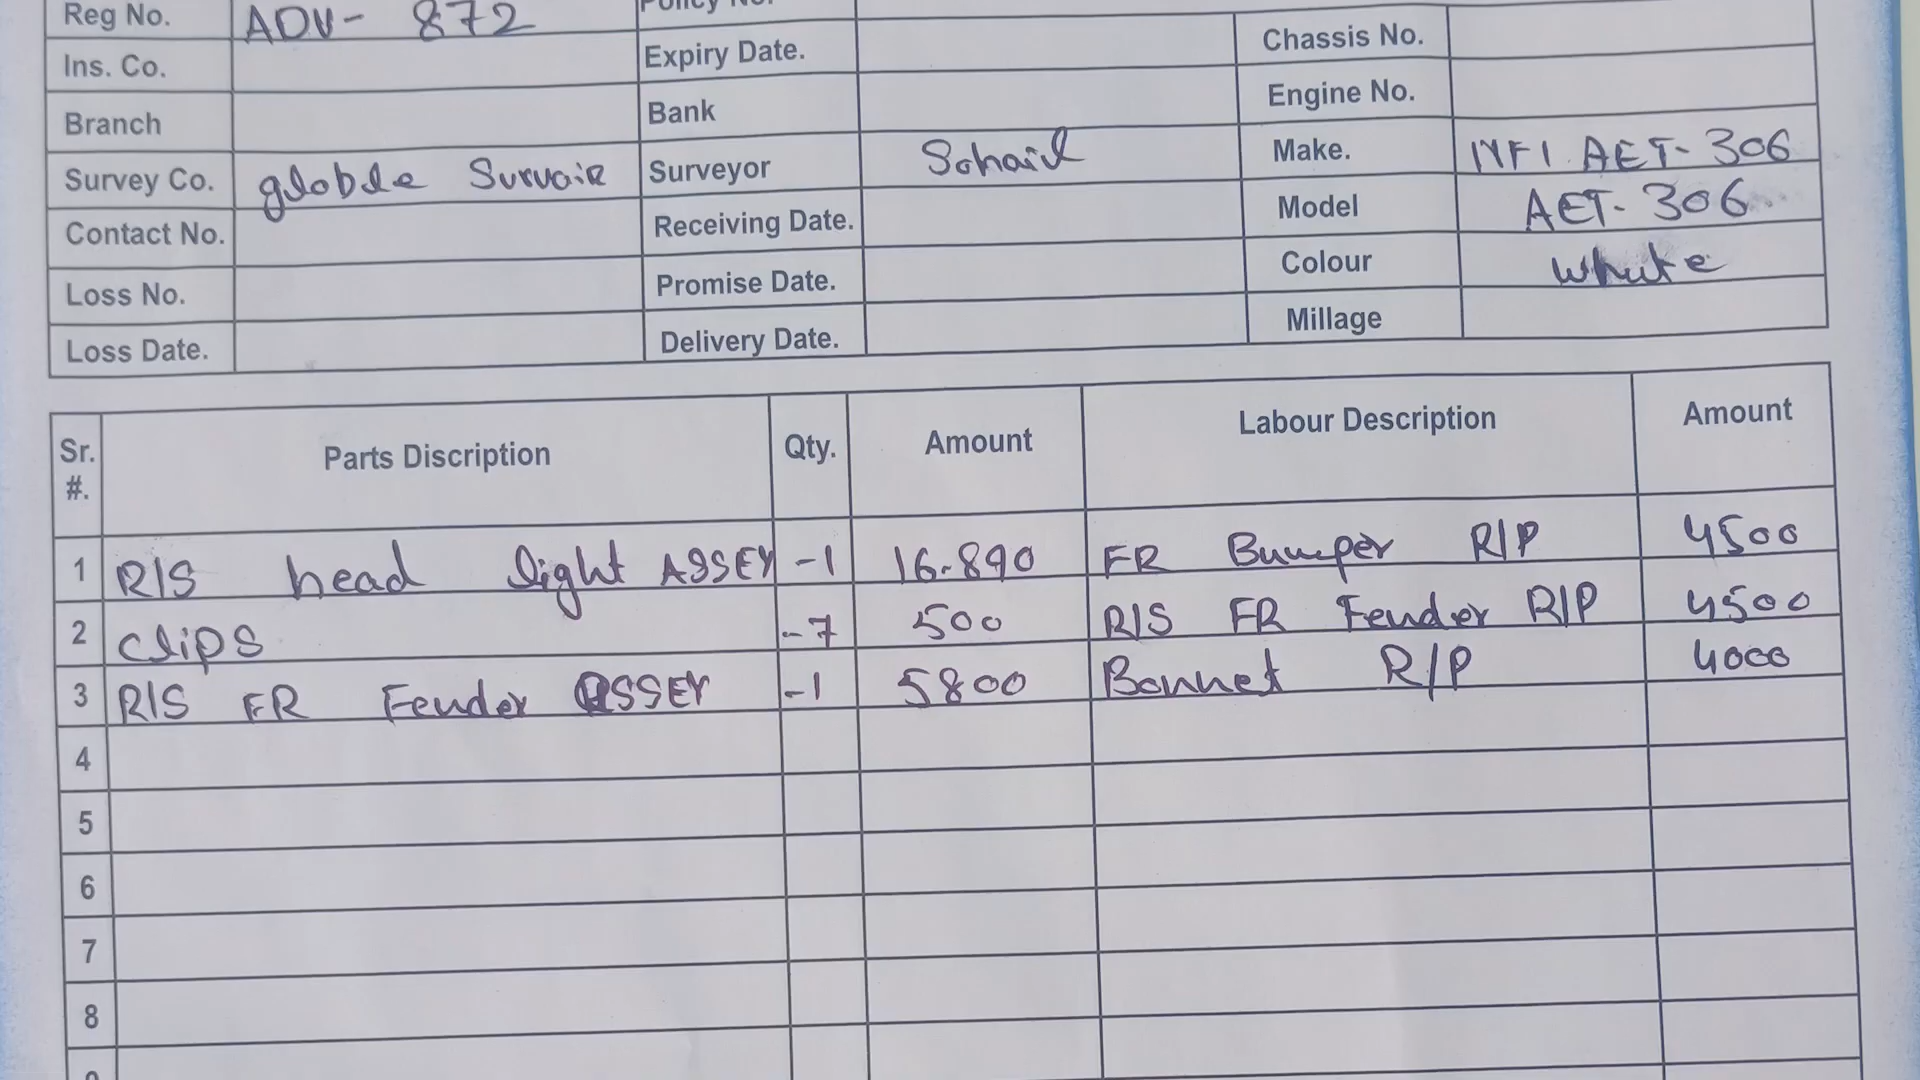 Reg No. ADV- 872 Policy No.
Ins. Co. Expiry Date. Chassis No.
Branch Bank Engine No.
Survey Co. globle Survair Surveyor Sohail Make. AET-306
Contact No. Receiving Date. Model AET-306
Loss No. Promise Date. Colour white
Loss Date. Delivery Date. Millage
Sr. #. Parts Discription Qty. Amount Labour Description Amount
1 R/S head light ASSEY -1 16-890 FR Bumper R/P 4500
2 clips -7 500 R/S FR Fender R/P 4500
3 R/S FR Fender ASSEY -1 5800 Bonnet R/P 4000
4
5
6
7
8